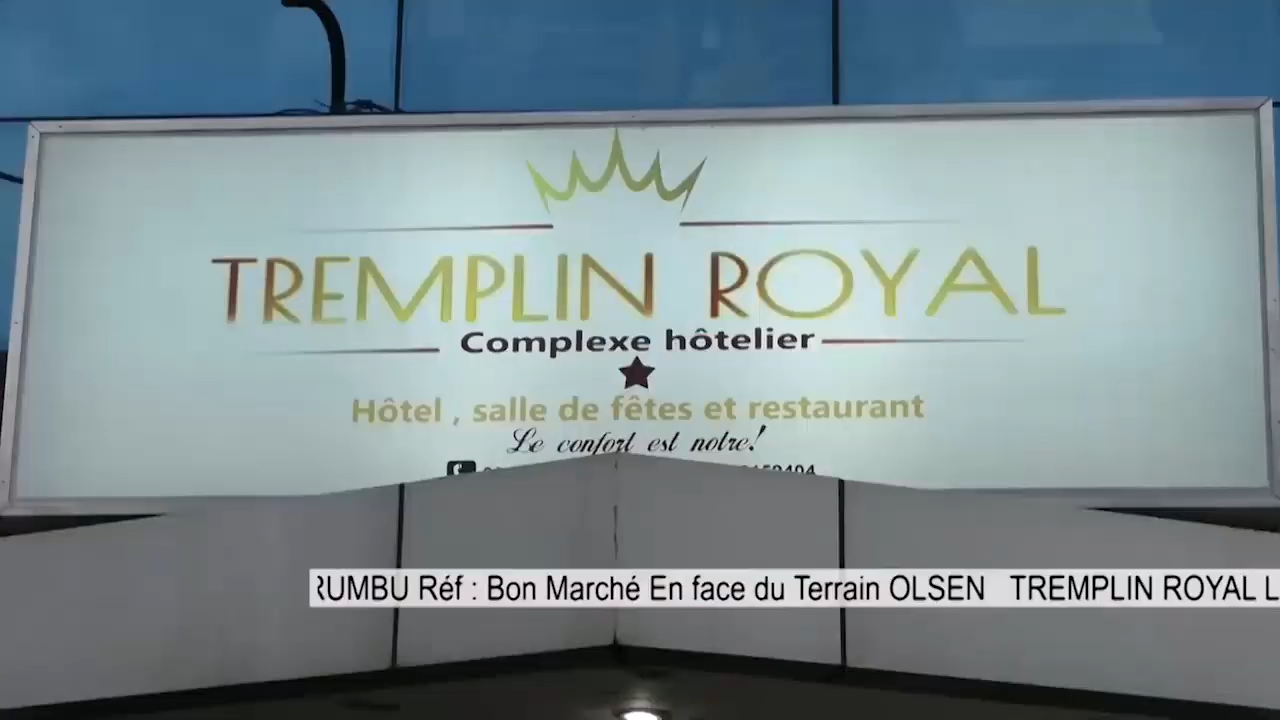 TREMPLIN ROYAL
Complexe hôtelier
Hôtel , salle de fêtes et restaurant
Le confort est notre!
RUMBU Réf : Bon Marché En face du Terrain OLSEN TREMPLIN ROYAL L